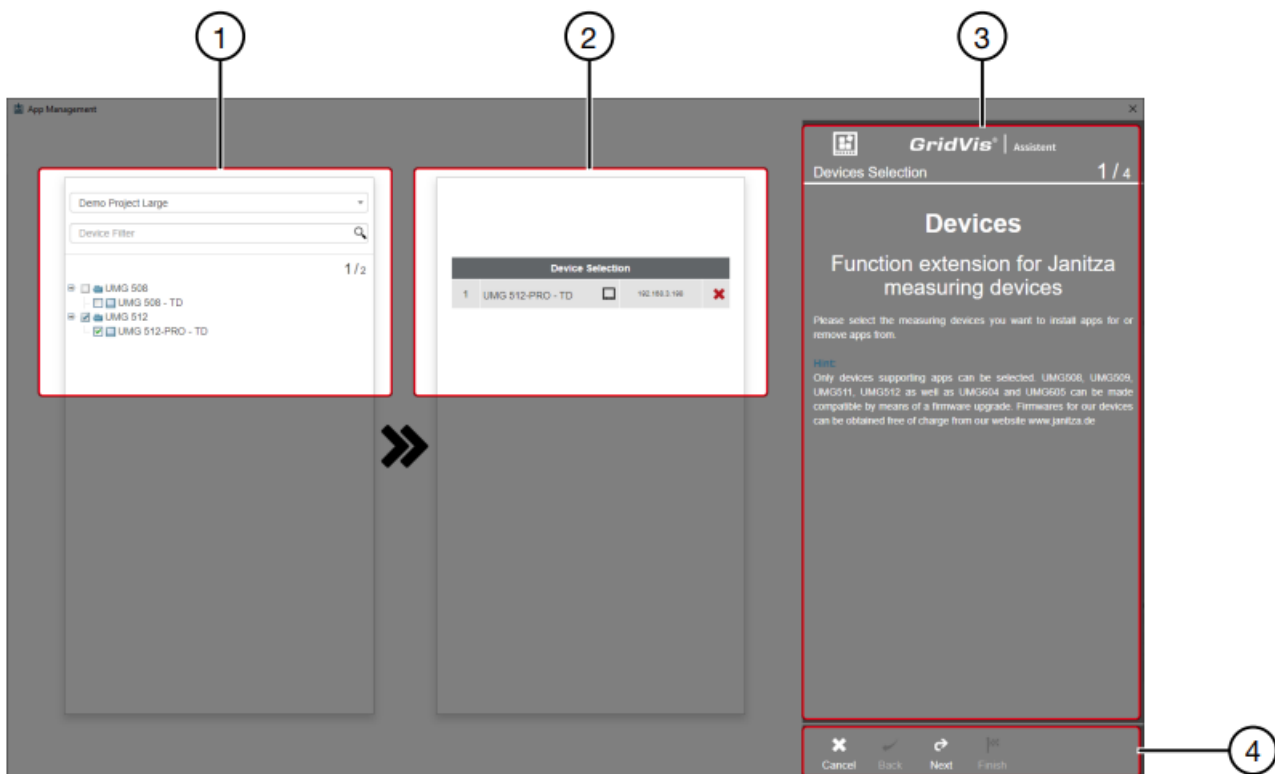 1
2
3
App Management
Demo Project Large
Device Filter
1/2
UMG 508
UMG 508 - TD
UMG 512
UMG 512-PRO - TD
Device Selection
1 UMG 512-PRO - TD 192.168.3.196
GridVis® | Assistent
Devices Selection 1 / 4
Devices
Function extension for Janitza
measuring devices
Please select the measuring devices you want to install apps for or
remove apps from.
Hint:
Only devices supporting apps can be selected. UMG508, UMG509,
UMG511, UMG512 as well as UMG604 and UMG605 can be made
compatible by means of a firmware upgrade. Firmwares for our devices
can be obtained free of charge from our website www.janitza.de
Cancel Back Next Finish
4